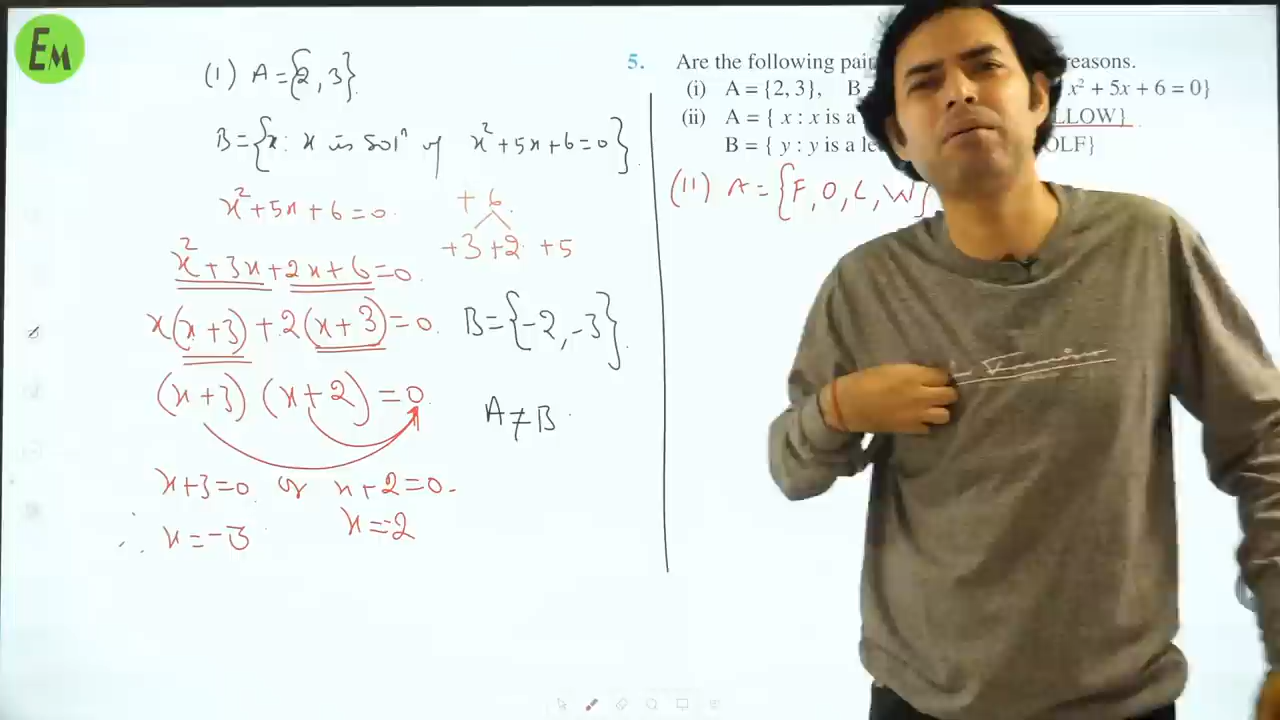 EM
(1) A={2,3}.
B={x: x is solⁿ of x²+5x+6=0}.
x²+5x+6=0.
+6.
+3 +2 +5
x²+3x+2x+6=0.
x(x+3)+2(x+3)=0.
B={-2,-3}.
(x+3)(x+2)=0.
A≠B.
x+3=0 or x+2=0.
∴ x=-3
x=-2
5. Are the following pai reasons.
(i) A = {2, 3}, B = x² + 5x + 6 = 0}
(ii) A = { x : x is a LLOW}
B = { y : y is a le OLF}
(11) A={F,O,L,W}